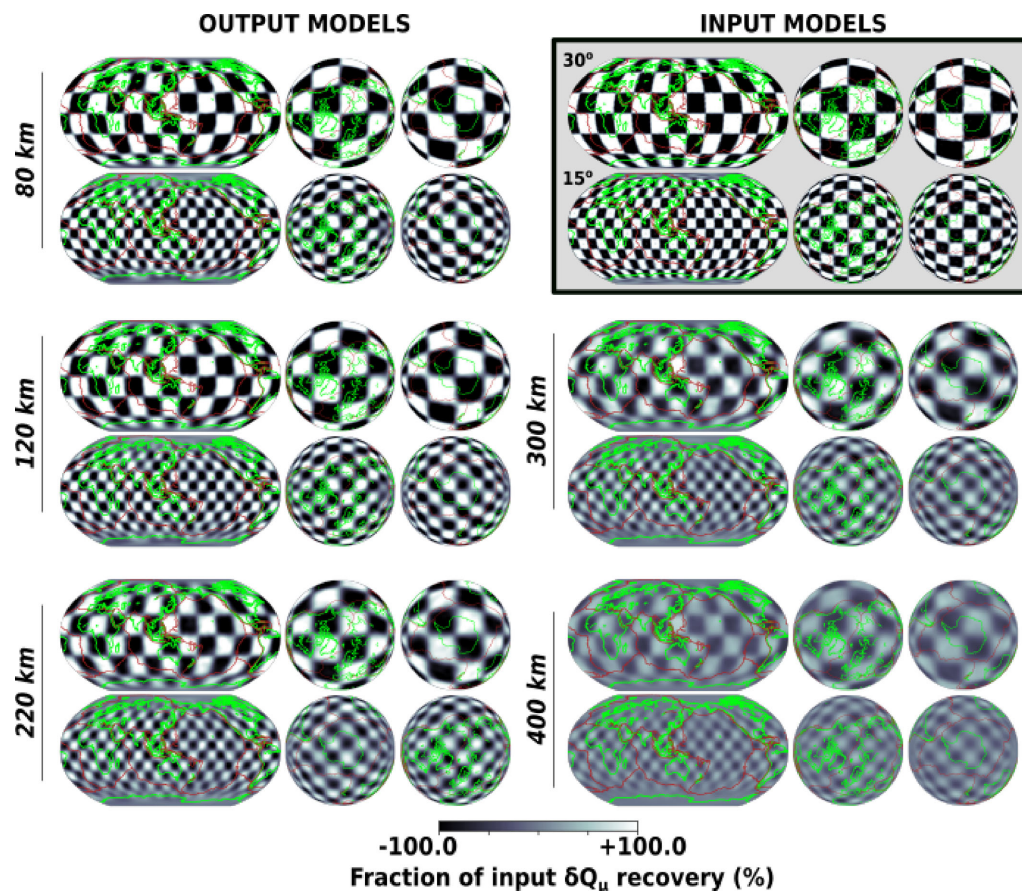 OUTPUT MODELS
INPUT MODELS
80 km
30°
15°
120 km
300 km
220 km
400 km
-100.0
+100.0
Fraction of input δQμ recovery (%)